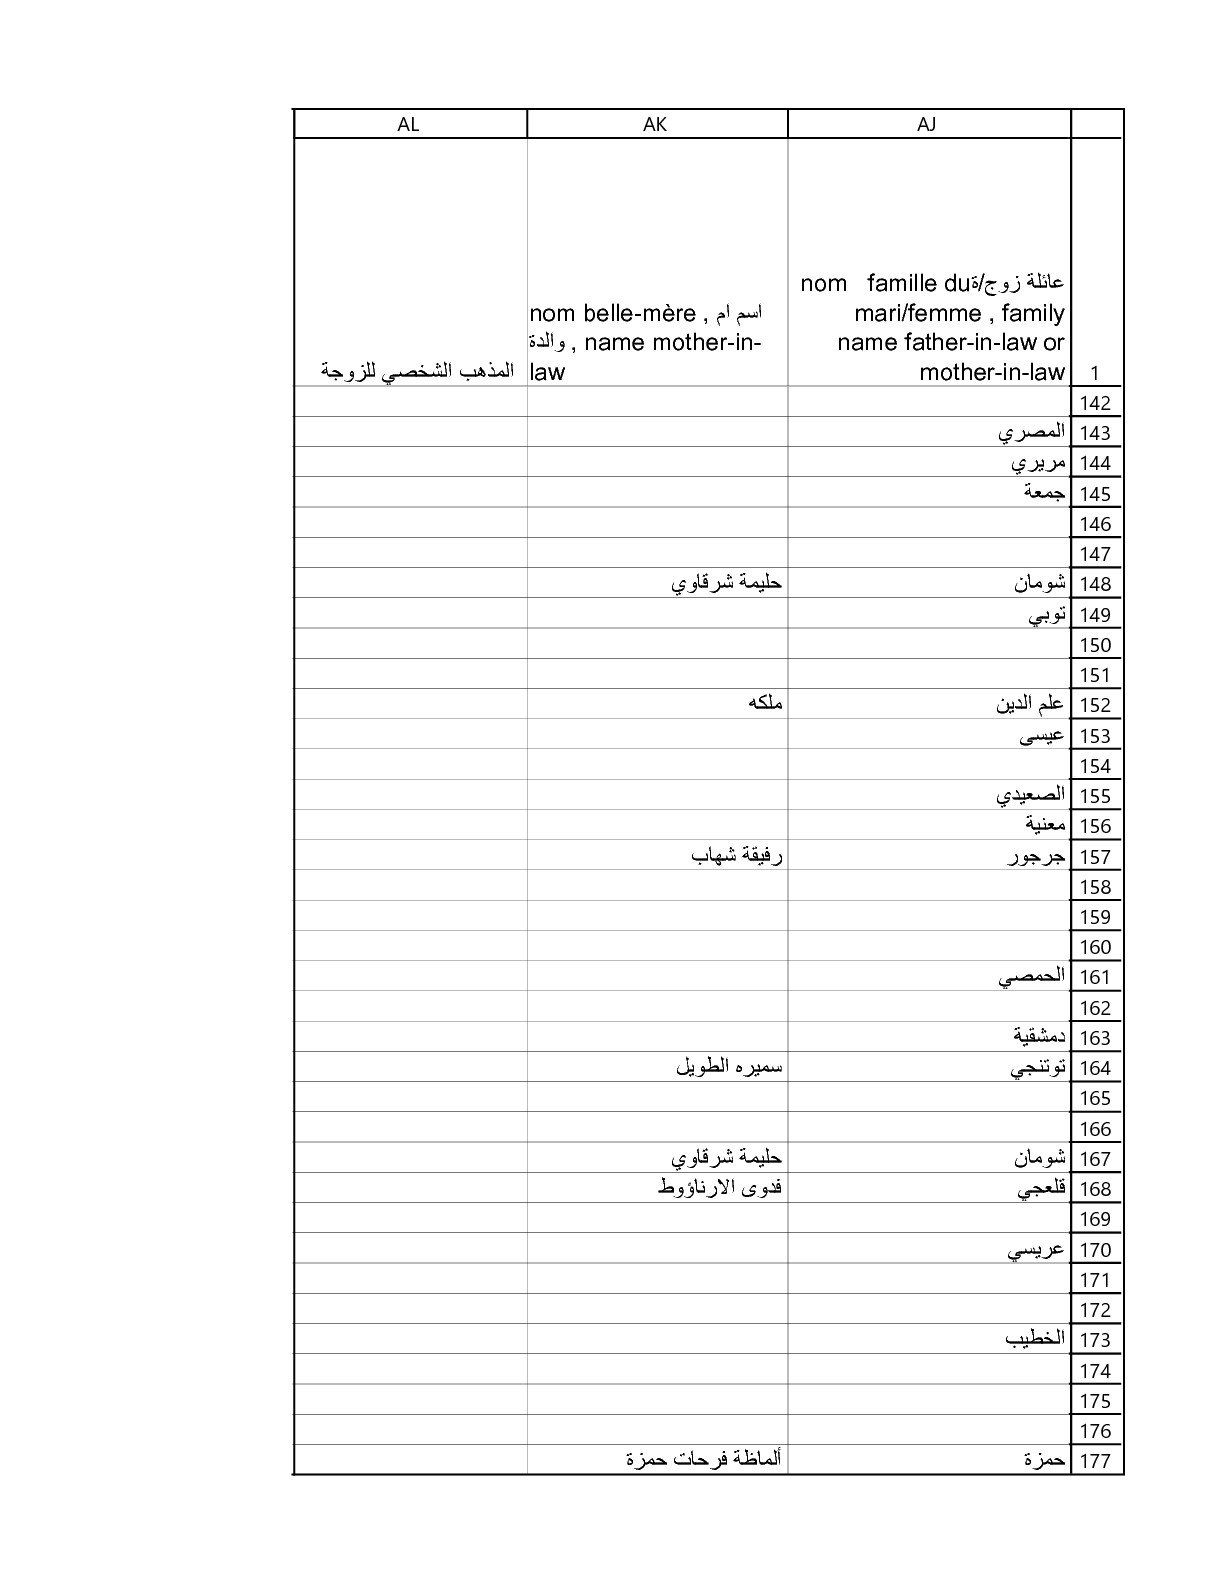 AJ AK AL
عائلة زوج/ةnom famille du
mari/femme , family
name father-in-law or
mother-in-law
nom belle-mère , اسم ام
والدة , name mother-in-
law
المذهب الشخصي للزوجة
1
142
143 المصري
144 مريري
145 جمعة
146
147
148 شومان حليمة شرقاوي
149 توبي
150
151
152 علم الدين ملكه
153 عيسى
154
155 الصعيدي
156 معنية
157 جرجور رفيقة شهاب
158
159
160
161 الحمصي
162
163 دمشقية
164 توتنجي سميره الطويل
165
166
167 شومان حليمة شرقاوي
168 قلعجي فدوى الارناؤوط
169
170 عريسي
171
172
173 الخطيب
174
175
176
177 حمزة ألماظة فرحات حمزة